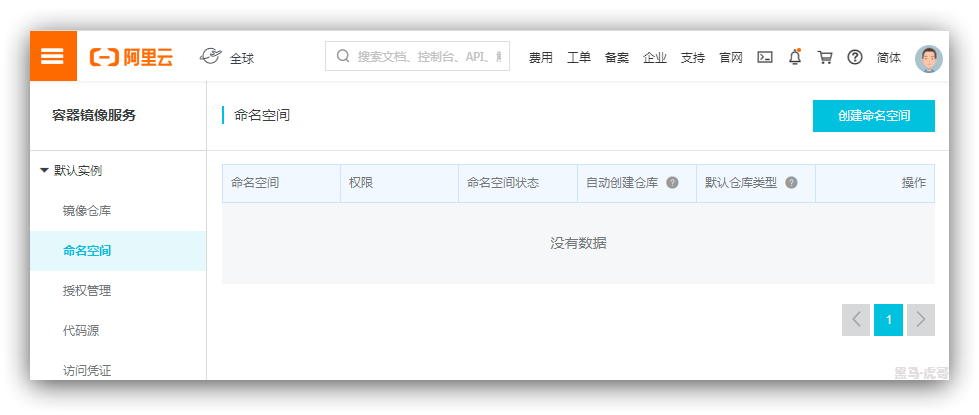 阿里云 全球 搜索文档、控制台、API、 费用 工单 备案 企业 支持 官网 简体
容器镜像服务
命名空间 创建命名空间
默认实例
命名空间 权限 命名空间状态 自动创建仓库 默认仓库类型 操作
镜像仓库
没有数据
命名空间
授权管理
1
代码源
访问凭证
黑马-虎哥